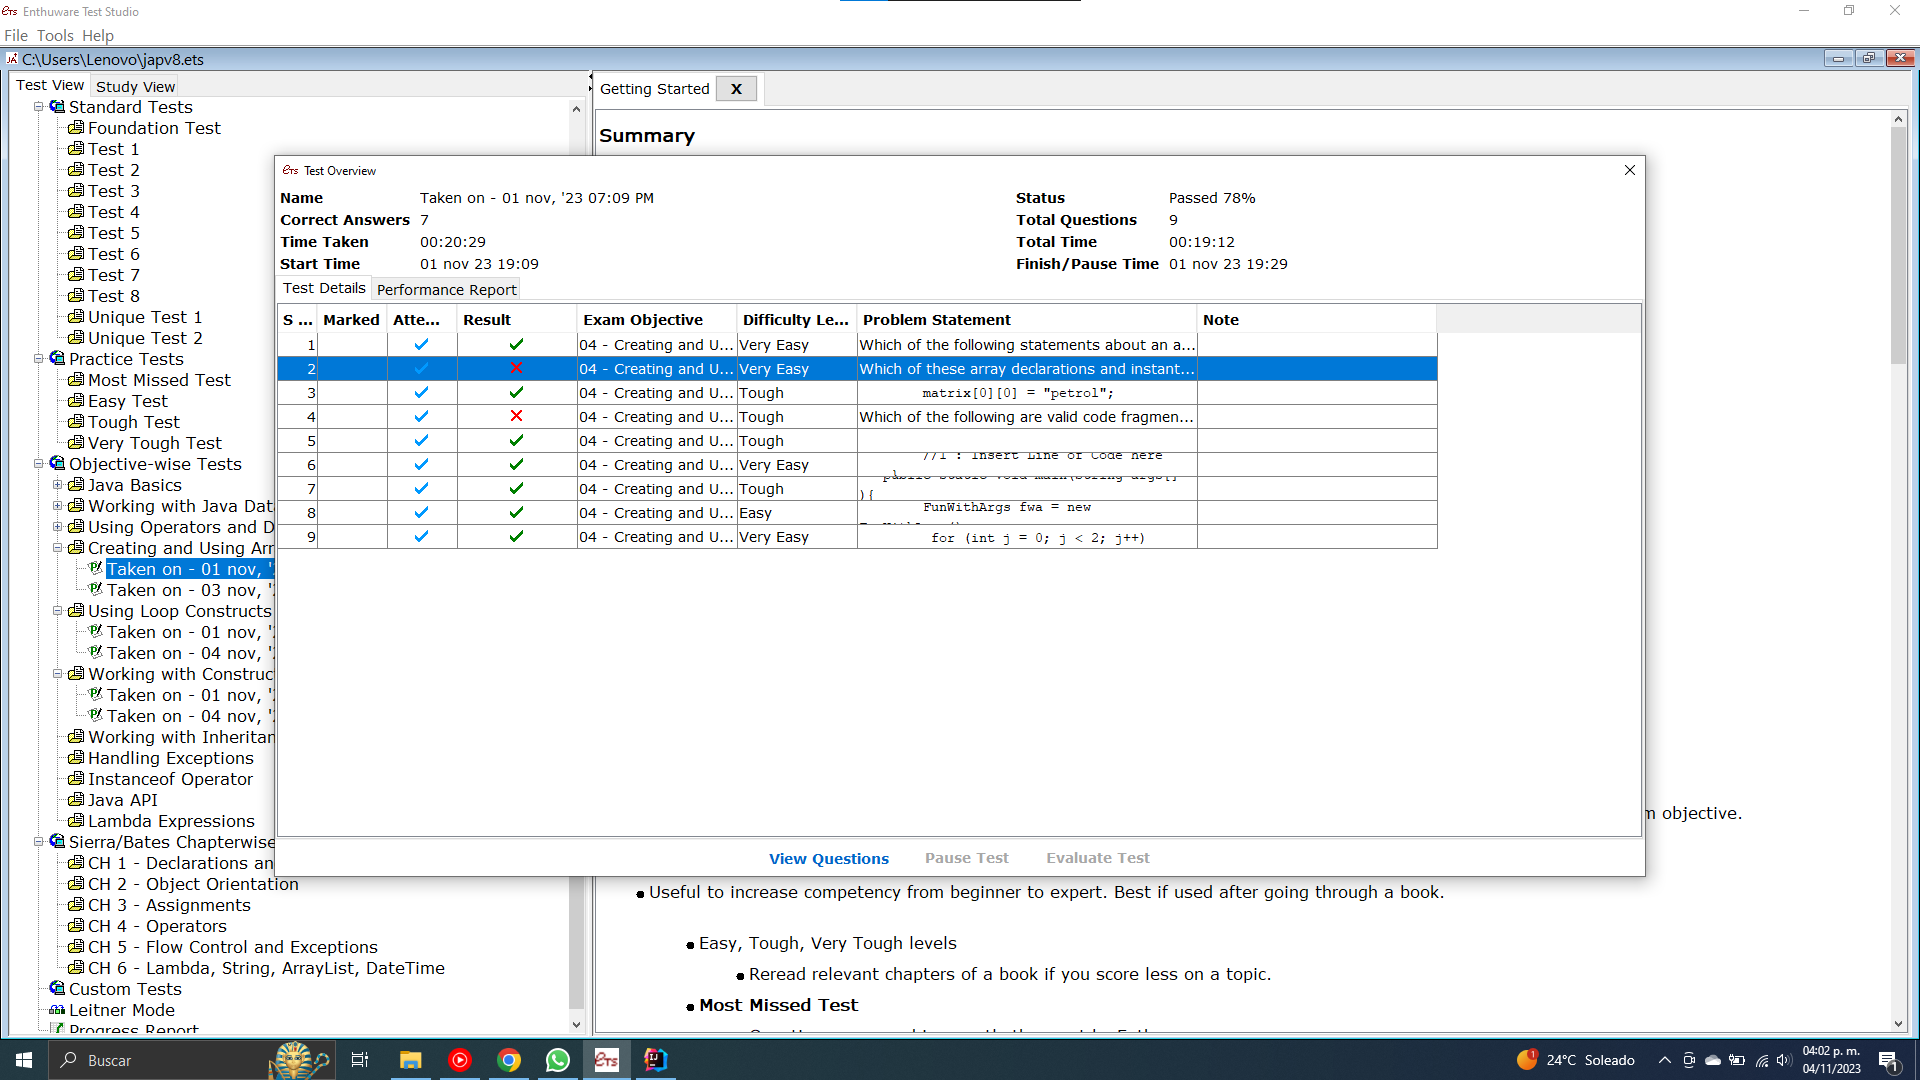 ETS Enthuware Test Studio
File Tools Help
C:\Users\Lenovo\japv8.ets
Test View Study View
Standard Tests
Foundation Test
Test 1
Test 2
Test 3
Test 4
Test 5
Test 6
Test 7
Test 8
Unique Test 1
Unique Test 2
Practice Tests
Most Missed Test
Easy Test
Tough Test
Very Tough Test
Objective-wise Tests
Java Basics
Working with Java Dat
Using Operators and D
Creating and Using Arr
Taken on - 01 nov, '
Taken on - 03 nov, '
Using Loop Constructs
Taken on - 01 nov, '
Taken on - 04 nov, '
Working with Construc
Taken on - 01 nov, '
Taken on - 04 nov, '
Working with Inheritan
Handling Exceptions
Instanceof Operator
Java API
Lambda Expressions
Sierra/Bates Chapterwise
CH 1 - Declarations an
CH 2 - Object Orientation
CH 3 - Assignments
CH 4 - Operators
CH 5 - Flow Control and Exceptions
CH 6 - Lambda, String, ArrayList, DateTime
Custom Tests
Leitner Mode
Progress Report
Getting Started X
Summary
ETS Test Overview
Name Taken on - 01 nov, '23 07:09 PM Status Passed 78%
Correct Answers 7 Total Questions 9
Time Taken 00:20:29 Total Time 00:19:12
Start Time 01 nov 23 19:09 Finish/Pause Time 01 nov 23 19:29
Test Details Performance Report
S ... Marked Atte... Result Exam Objective Difficulty Le... Problem Statement Note
1 04 - Creating and U... Very Easy Which of the following statements about an a...
2 04 - Creating and U... Very Easy Which of these array declarations and instant...
3 04 - Creating and U... Tough matrix[0][0] = "petrol";
4 04 - Creating and U... Tough Which of the following are valid code fragmen...
5 04 - Creating and U... Tough
6 04 - Creating and U... Very Easy //1 : Insert Line of Code here }
7 04 - Creating and U... Tough public static void main(String args[] ){
8 04 - Creating and U... Easy FunWithArgs fwa = new
9 04 - Creating and U... Very Easy for (int j = 0; j < 2; j++)
View Questions Pause Test Evaluate Test
m objective.
Useful to increase competency from beginner to expert. Best if used after going through a book.
Easy, Tough, Very Tough levels
Reread relevant chapters of a book if you score less on a topic.
Most Missed Test
Buscar
ETS
24°C Soleado
04:02 p. m.
04/11/2023